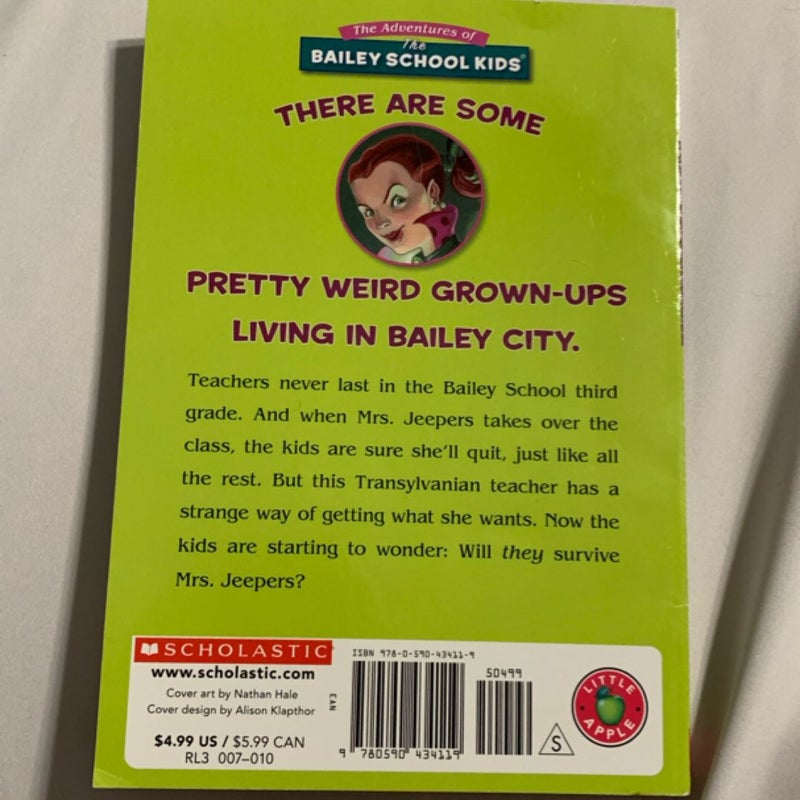 The Adventures of
The
BAILEY SCHOOL KIDS®
THERE ARE SOME
PRETTY WEIRD GROWN-UPS
LIVING IN BAILEY CITY.
Teachers never last in the Bailey School third
grade. And when Mrs. Jeepers takes over the
class, the kids are sure she'll quit, just like all
the rest. But this Transylvanian teacher has a
strange way of getting what she wants. Now the
kids are starting to wonder: Will they survive
Mrs. Jeepers?
SCHOLASTIC
www.scholastic.com
Cover art by Nathan Hale
Cover design by Alison Klapthor
$4.99 US / $5.99 CAN
RL3 007-010
EAN
ISBN 978-0-590-43411-9
50499
9 780590 434119
S
LITTLE
APPLE